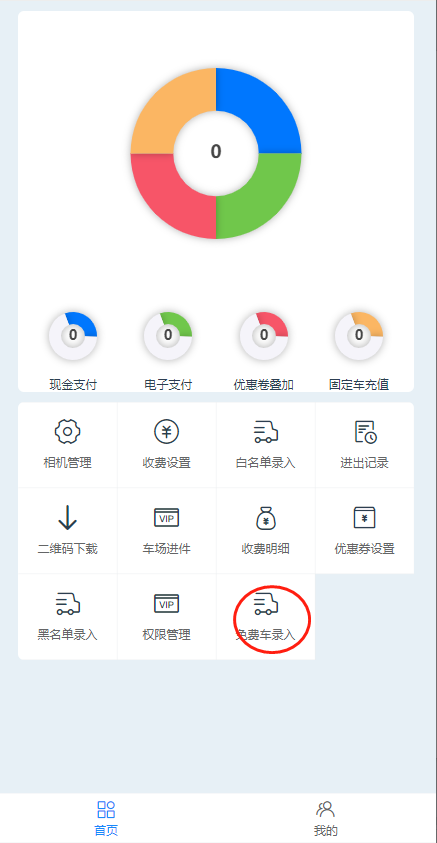 0
0 0 0 0
现金支付 电子支付 优惠卷叠加 固定车充值
相机管理 收费设置 白名单录入 进出记录
VIP
二维码下载 车场进件 收费明细 优惠券设置
VIP
黑名单录入 权限管理 免费车录入
首页 我的